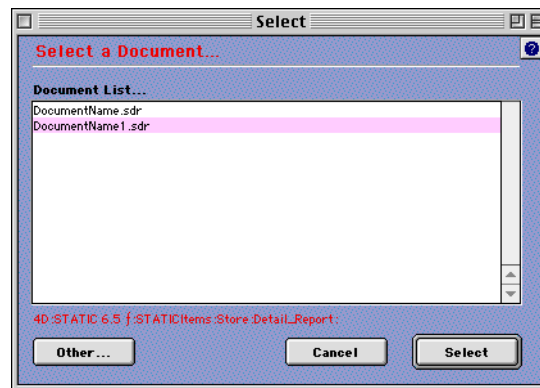 Select
Select a Document...
?
Document List...
DocumentName.sdr
DocumentName1.sdr
4D:STATIC 6.5 ƒ:STATICItems:Store:Detail_Report:
Other...
Cancel
Select